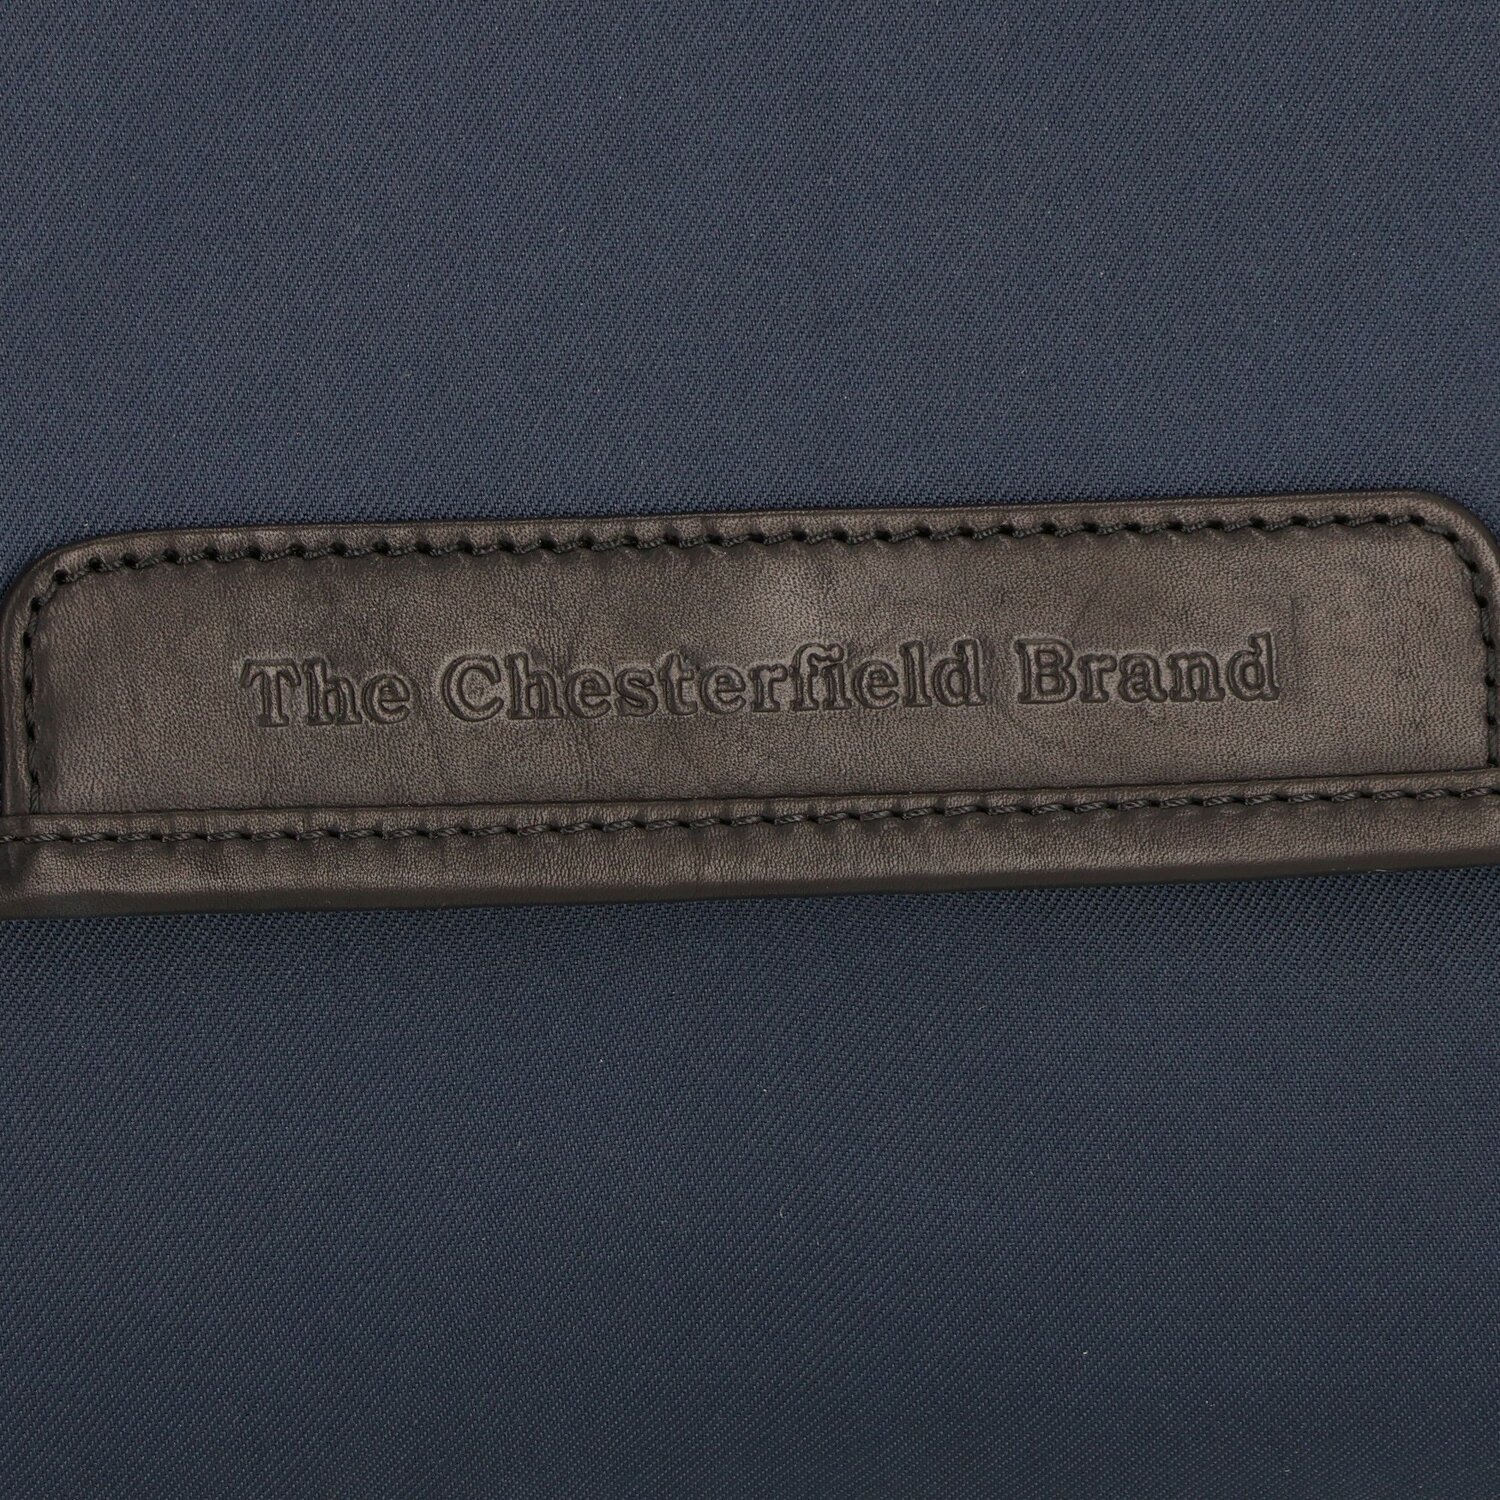 The Chesterfield Brand